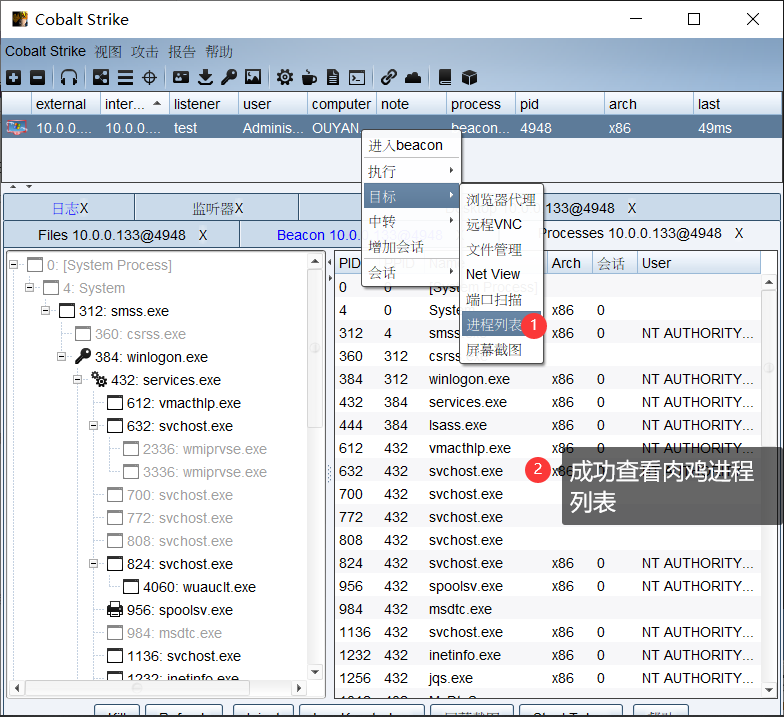 Cobalt Strike
Cobalt Strike 视图 攻击 报告 帮助
external inter... listener user computer note process pid arch last
10.0.0.... 10.0.0.... test Adminis... OUYAN beacon... 4948 x86 49ms
进入beacon
执行
目标
中转
增加会话
会话
浏览器代理
远程VNC
文件管理
Net View
端口扫描
进程列表 1
屏幕截图
日志X 监听器X .133@4948 X
Files 10.0.0.133@4948 X Beacon 10.0 Processes 10.0.0.133@4948 X
0: [System Process]
4: System
312: smss.exe
360: csrss.exe
384: winlogon.exe
432: services.exe
612: vmacthlp.exe
632: svchost.exe
2336: wmiprvse.exe
3336: wmiprvse.exe
700: svchost.exe
772: svchost.exe
808: svchost.exe
824: svchost.exe
4060: wuauclt.exe
956: spoolsv.exe
984: msdtc.exe
1136: svchost.exe
1232: inetinfo.exe
PID Arch 会话 User
0 0 [System Process]
4 0 Syste x86 0
312 4 smss x86 0 NT AUTHORITY...
360 312 csrss
384 312 winlogon.exe x86 0 NT AUTHORITY...
432 384 services.exe x86 0 NT AUTHORITY...
444 384 lsass.exe x86 0 NT AUTHORITY...
612 432 vmacthlp.exe x86 0 NT AUTHORITY...
632 432 svchost.exe x86 0 NT AUTHORITY...
2 成功查看肉鸡进程
列表
700 432 svchost.exe
772 432 svchost.exe
808 432 svchost.exe
824 432 svchost.exe x86 0 NT AUTHORITY...
956 432 spoolsv.exe x86 0 NT AUTHORITY...
984 432 msdtc.exe
1136 432 svchost.exe x86 0 NT AUTHORITY...
1232 432 inetinfo.exe x86 0 NT AUTHORITY...
1256 432 jqs.exe x86 0 NT AUTHORITY...